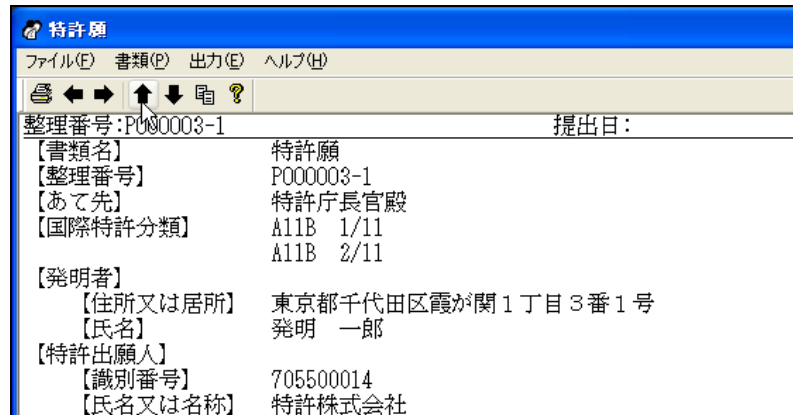 特許願
ファイル(F) 書類(P) 出力(E) ヘルプ(H)
整理番号:P000003-1 提出日:
【書類名】 特許願
【整理番号】 P000003-1
【あて先】 特許庁長官殿
【国際特許分類】 A11B 1/11
A11B 2/11
【発明者】
【住所又は居所】 東京都千代田区霞が関1丁目3番1号
【氏名】 発明 一郎
【特許出願人】
【識別番号】 705500014
【氏名又は名称】 特許株式会社